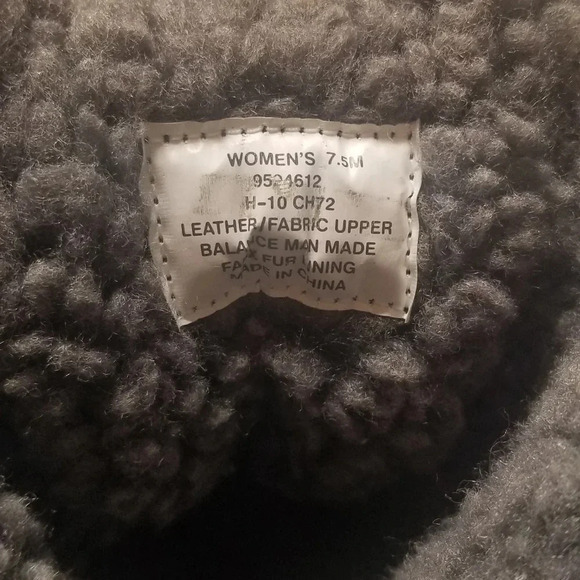 WOMEN'S 7.5M
9524612
H-10 CH72
LEATHER/FABRIC UPPER
BALANCE MAN MADE
FUR LINING
MADE IN CHINA